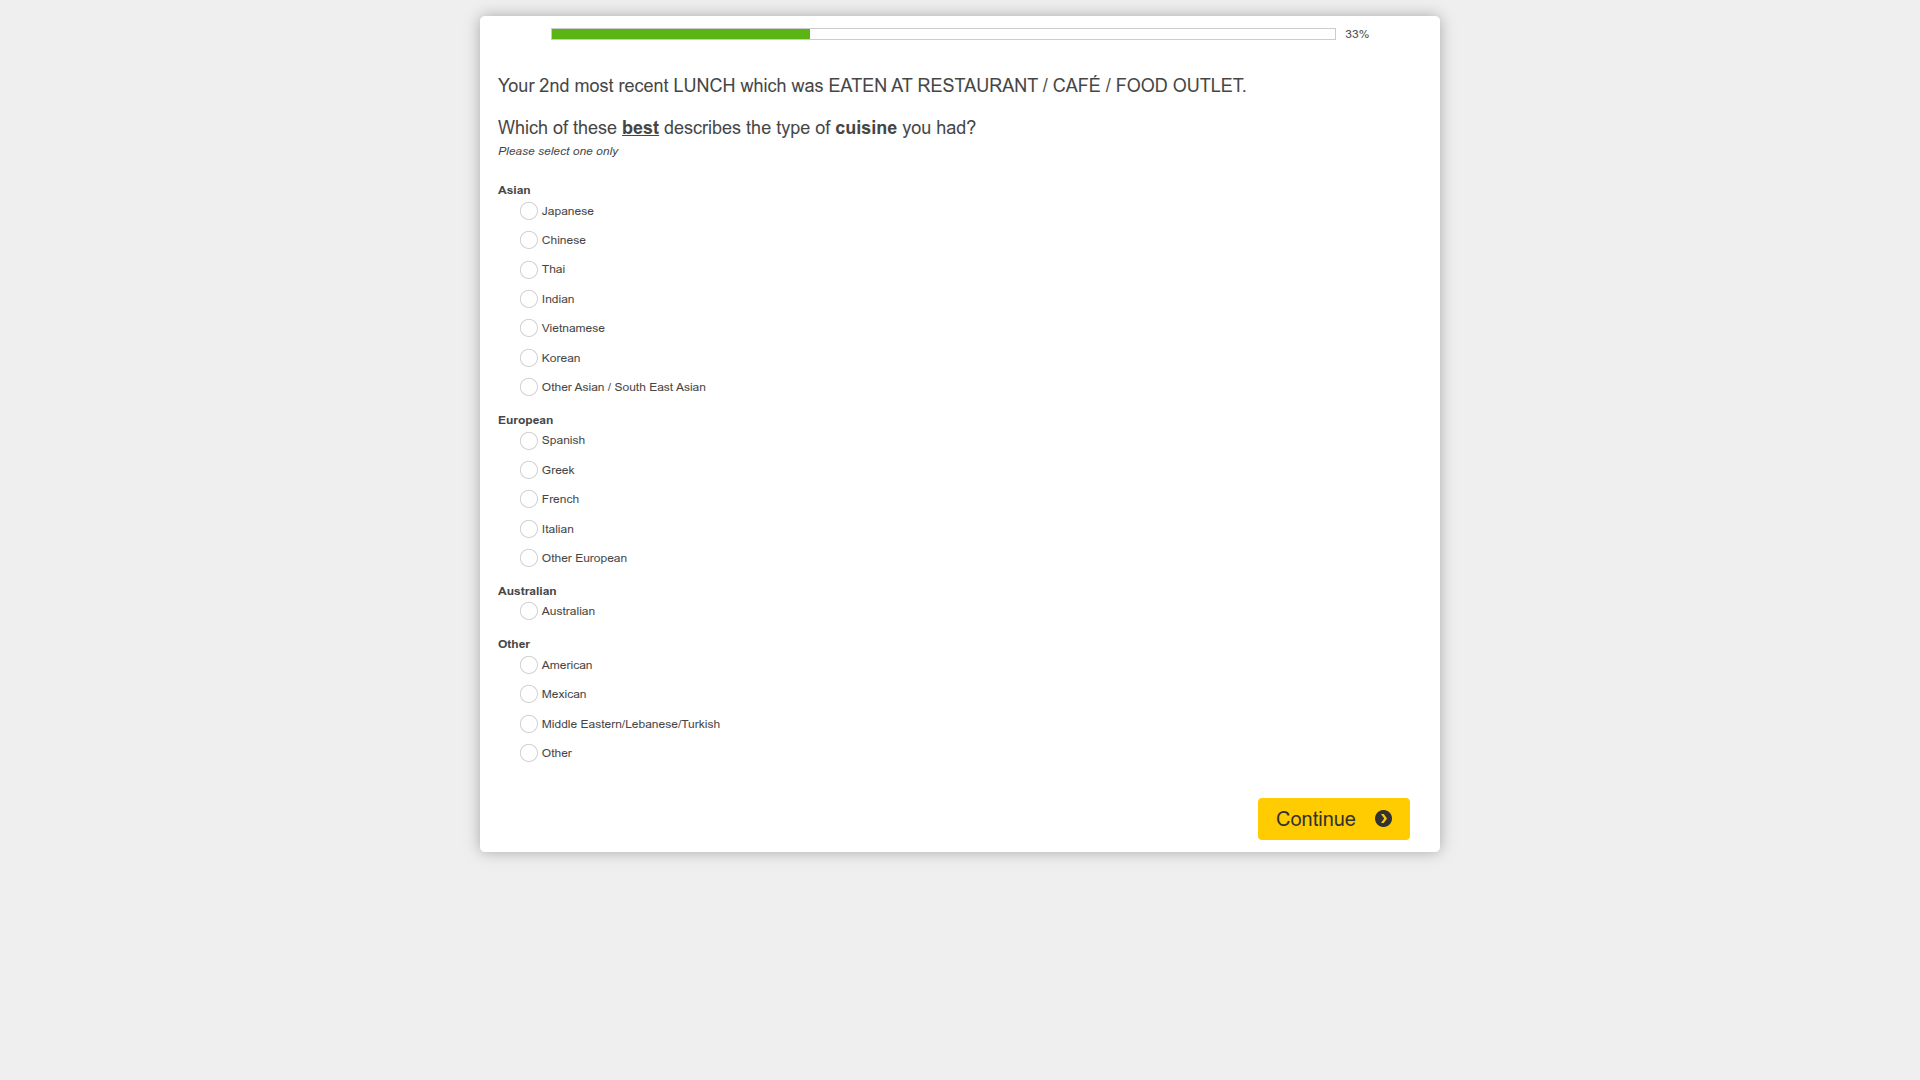 33%
Your 2nd most recent LUNCH which was EATEN AT RESTAURANT / CAFÉ / FOOD OUTLET.
Which of these best describes the type of cuisine you had?
Please select one only
Asian
Japanese
Chinese
Thai
Indian
Vietnamese
Korean
Other Asian / South East Asian
European
Spanish
Greek
French
Italian
Other European
Australian
Australian
Other
American
Mexican
Middle Eastern/Lebanese/Turkish
Other
Continue